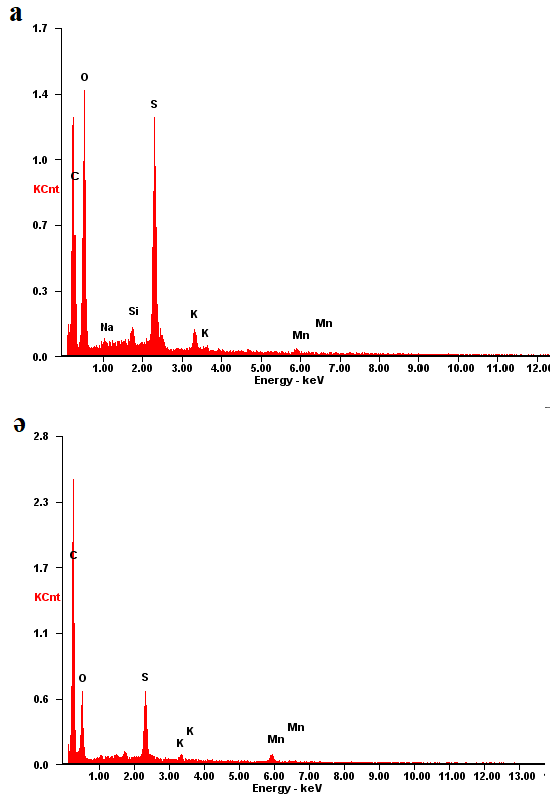 a
1.7
O
1.4
S
1.0
C
KCnt
0.7
K
Si
0.3
Na
K
Mn
Mn
0.0
1.00 2.00 3.00 4.00 5.00 6.00 7.00 8.00 9.00 10.00 11.00 12.00
Energy - keV
ə
2.8
2.3
C
1.7
KCnt
1.1
O
S
0.6
K
K
Mn
Mn
0.0
1.00 2.00 3.00 4.00 5.00 6.00 7.00 8.00 9.00 10.00 11.00 12.00 13.00
Energy - keV